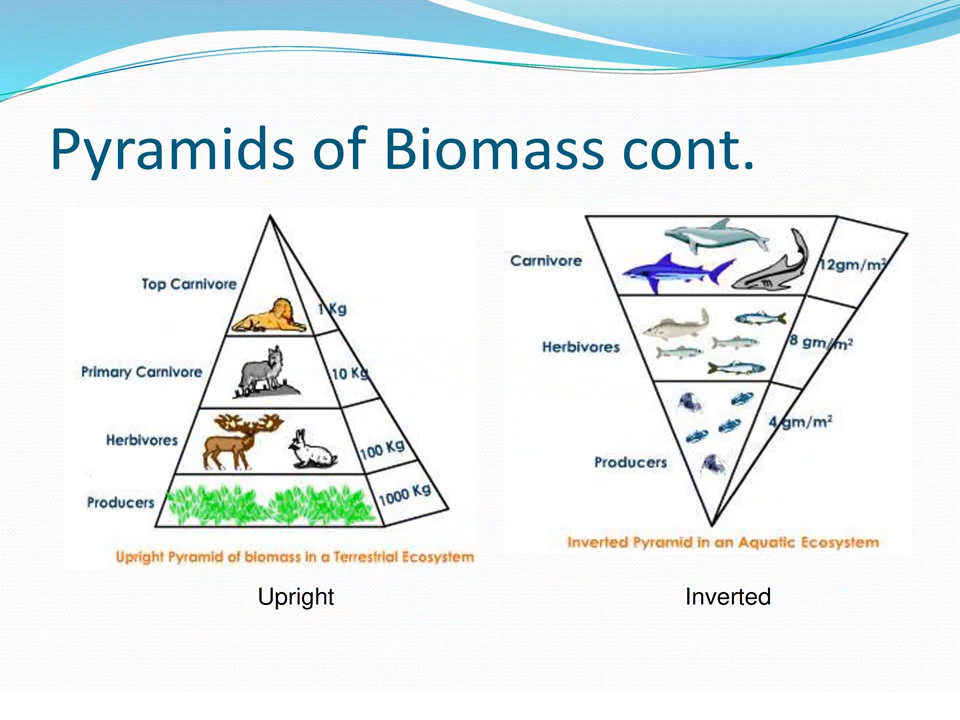 Pyramids of Biomass cont.
Top Carnivore
1 Kg
Primary Carnivore
10 Kg
Herbivores
100 Kg
Producers
1000 Kg
Upright Pyramid of biomass in a Terrestrial Ecosystem
Upright
Carnivore
12gm/m²
Herbivores
8 gm/m²
4 gm/m²
Producers
Inverted Pyramid in an Aquatic Ecosystem
Inverted